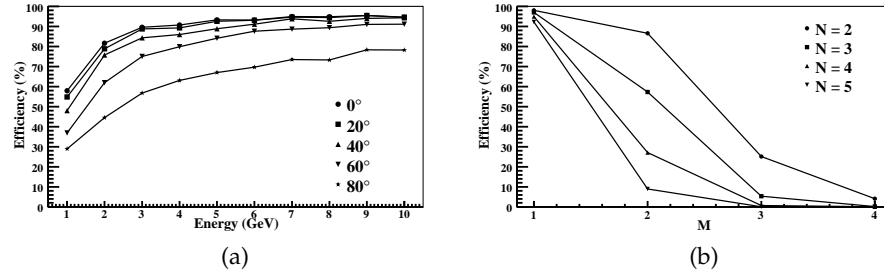 Efficiency (%)
100
90
80
70
60
50
40
30
20
10
0
0°
20°
40°
60°
80°
1 2 3 4 5 6 7 8 9 10
Energy (GeV)
(a)
Efficiency (%)
100
90
80
70
60
50
40
30
20
10
0
N = 2
N = 3
N = 4
N = 5
1 2 3 4
M
(b)